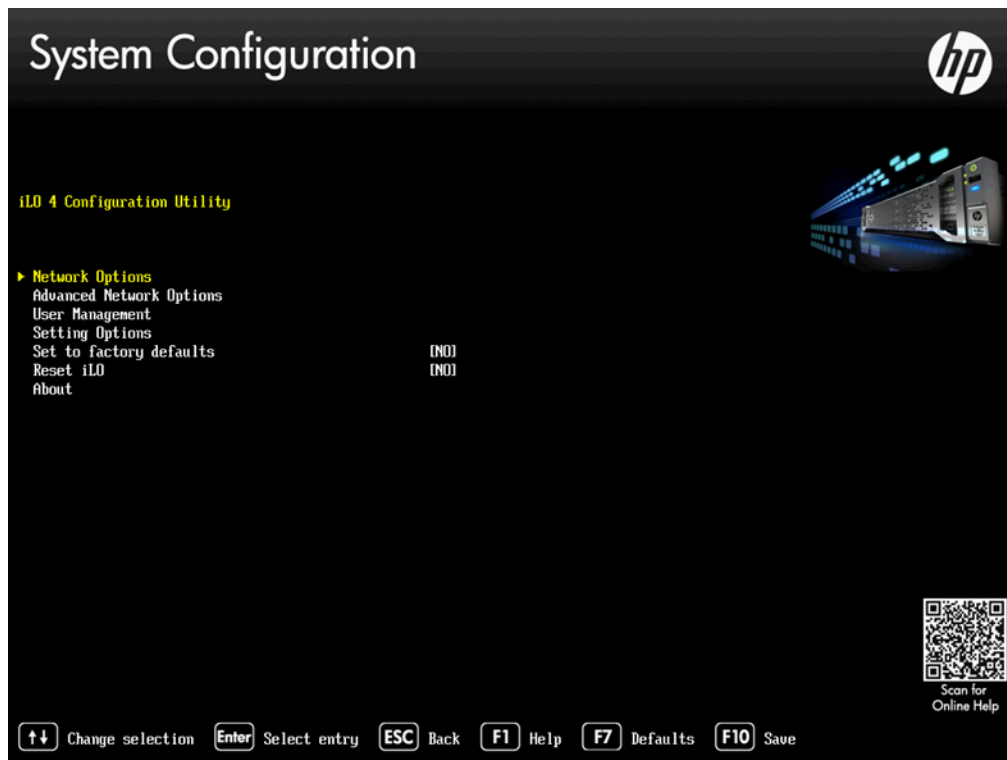 System Configuration
hp
iLO 4 Configuration Utility
Network Options
Advanced Network Options
User Management
Setting Options
Set to factory defaults [NO]
Reset iLO [NO]
About
Scan for
Online Help
↑↓ Change selection Enter Select entry ESC Back F1 Help F7 Defaults F10 Save